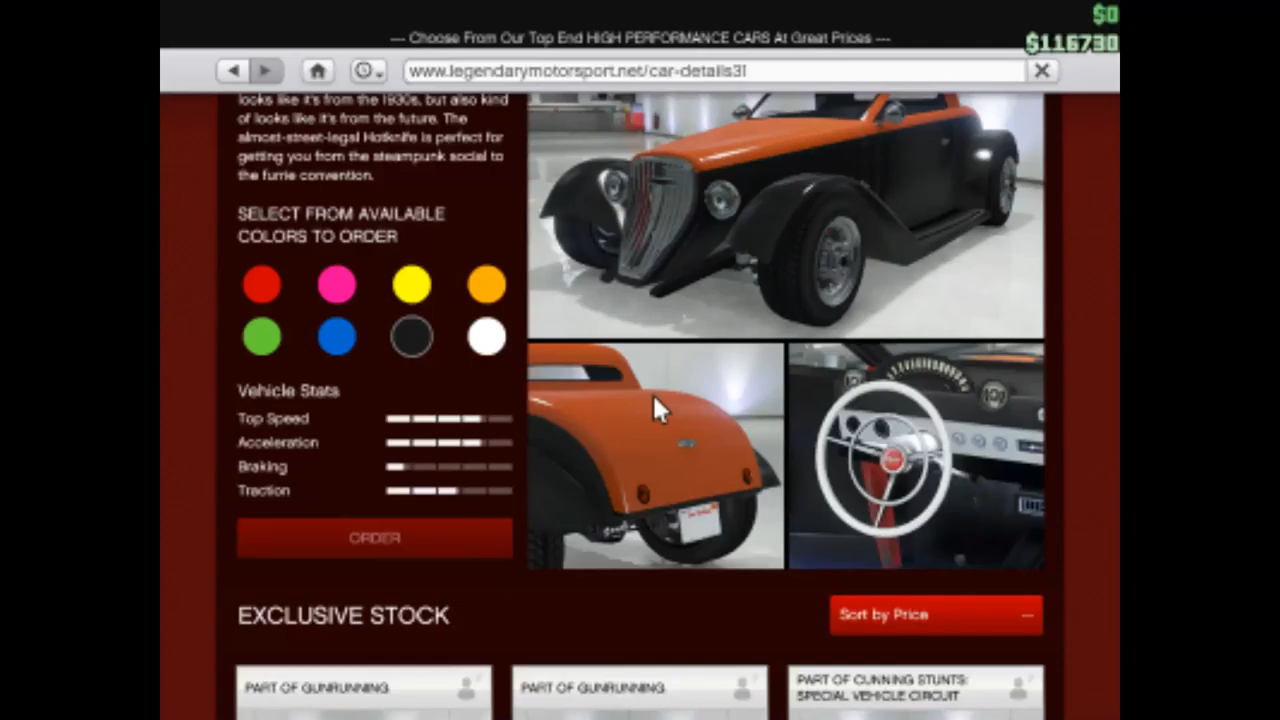 $0
--- Choose From Our Top End HIGH PERFORMANCE CARS At Great Prices ---
$116730
www.legendarymotorsport.net/car-details31
looks like it's from the 1930s, but also kind
of looks like it's from the future. The
almost-street-legal Hotknife is perfect for
getting you from the steampunk social to
the furrie convention.
SELECT FROM AVAILABLE
COLORS TO ORDER
Vehicle Stats
Top Speed
Acceleration
Braking
Traction
ORDER
EXCLUSIVE STOCK
Sort by Price
PART OF GUNRUNNING
PART OF GUNRUNNING
PART OF CUNNING STUNTS:
SPECIAL VEHICLE CIRCUIT